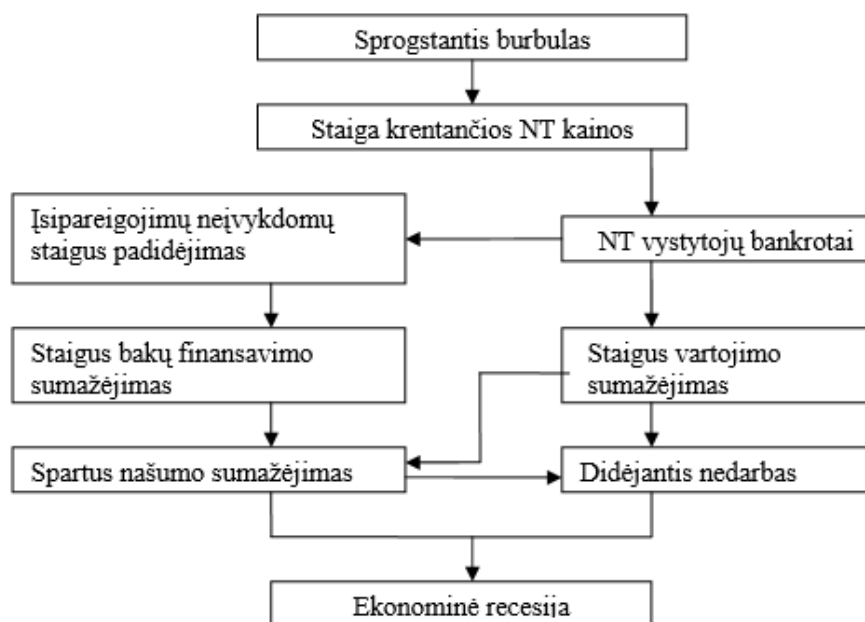 Sprogstantis burbulas
Staiga krentančios NT kainos
Įsipareigojimų neįvykdomų
staigus padidėjimas
NT vystytojų bankrotai
Staigus bakų finansavimo
sumažėjimas
Staigus vartojimo
sumažėjimas
Spartus našumo sumažėjimas
Didėjantis nedarbas
Ekonominė recesija